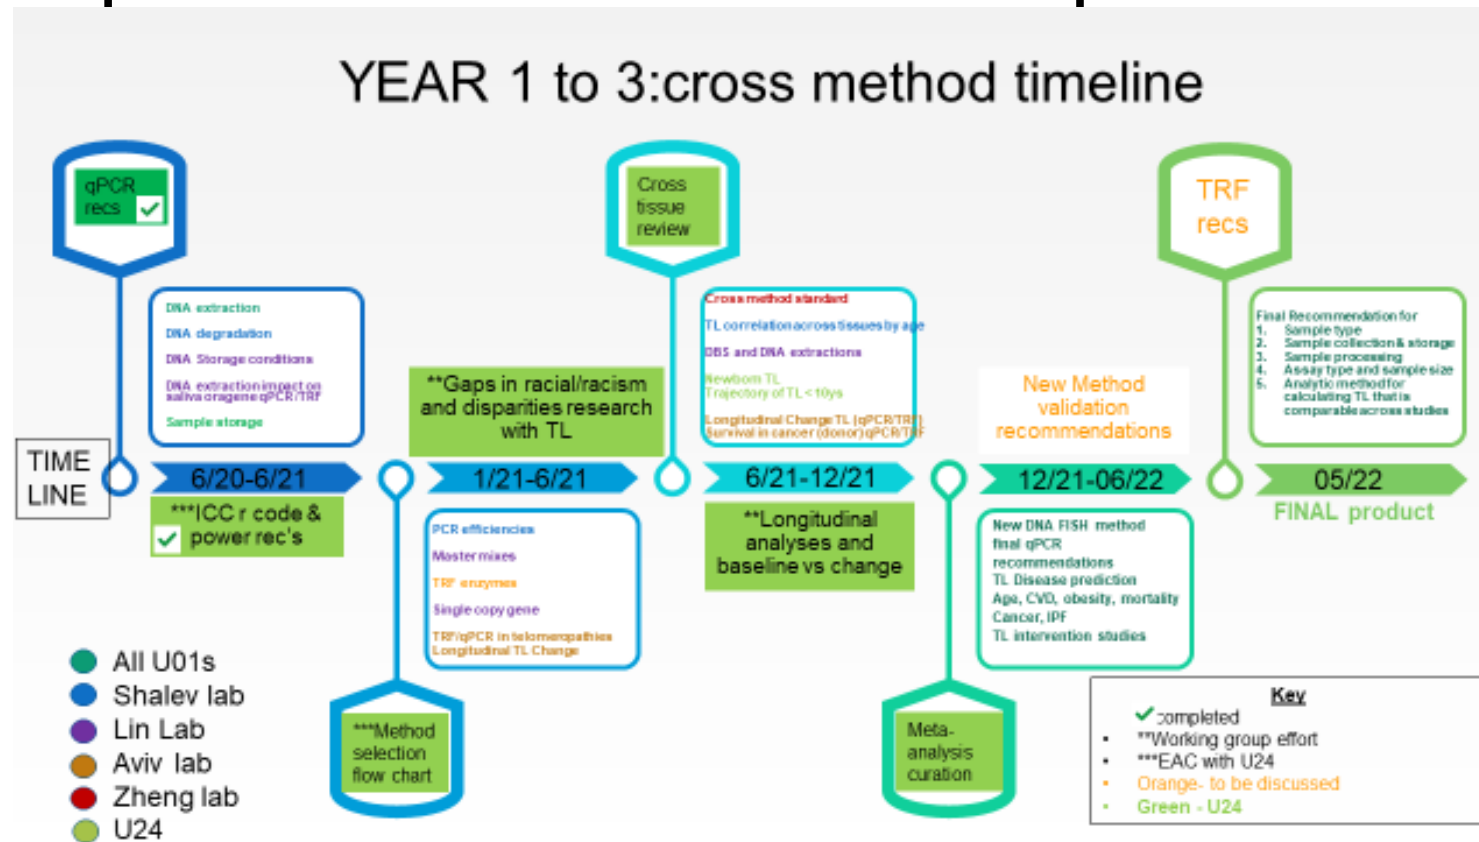 YEAR 1 to 3:cross method timeline
qPCR
recs
Cross
tissue
review
TRF
recs
DNA extraction
DNA degradation
DNA Storage conditions
DNA extraction impact on
saliva oragene qPCR/TRF
Sample storage
**Gaps in racial/racism
and disparities research
with TL
Cross method standard
TL correlation across tissues by age
DBS and DNA extractions
Newborn TL
Trajectory of TL <10ys
Longitudinal Change TL (qPCR/TRF)
Survival in cancer (donor) qPCR/TRF
New Method
validation
recommendations
Final Recommendation for
1. Sample type
2. Sample collection & storage
3. Sample processing
4. Assay type and sample size
5. Analytic method for
calculating TL that is
comparable across studies
TIME
LINE
6/20-6/21
1/21-6/21
6/21-12/21
12/21-06/22
05/22
FINAL product
***ICC r code &
power rec's
PCR efficiencies
Master mixes
TRF enzymes
Single copy gene
TRF/qPCR in telomeropathies
Longitudinal TL Change
**Longitudinal
analyses and
baseline vs change
New DNA FISH method
final qPCR
recommendations
TL Disease prediction
Age, CVD, obesity, mortality
Cancer, IPF
TL intervention studies
***Method
selection
flow chart
Meta-
analysis
curation
All U01s
Shalev lab
Lin Lab
Aviv lab
Zheng lab
U24
Key
completed
• **Working group effort
• ***EAC with U24
• Orange- to be discussed
• Green - U24